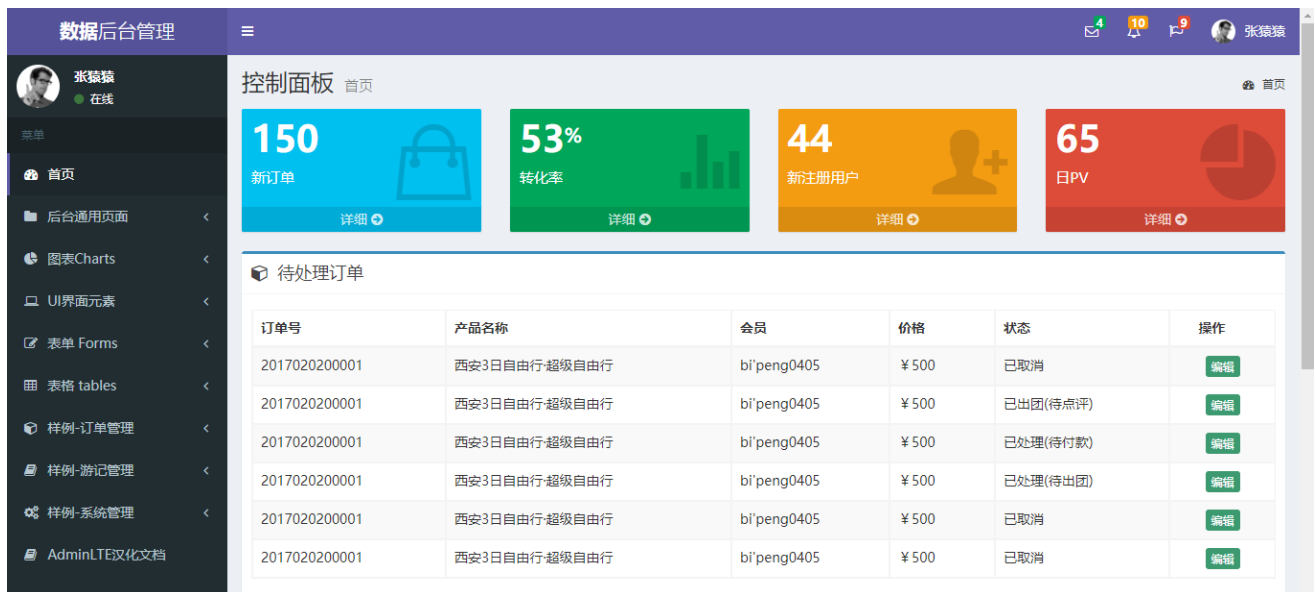 数据后台管理
4 10 9 张猿猿
张猿猿
在线
控制面板 首页
首页
菜单
首页
后台通用页面
图表Charts
UI界面元素
表单 Forms
表格 tables
样例-订单管理
样例-游记管理
样例-系统管理
AdminLTE汉化文档
150
新订单
详细
53%
转化率
详细
44
新注册用户
详细
65
日PV
详细
待处理订单
订单号 产品名称 会员 价格 状态 操作
2017020200001 西安3日自由行-超级自由行 bi'peng0405 ¥500 已取消 编辑
2017020200001 西安3日自由行-超级自由行 bi'peng0405 ¥500 已出团(待点评) 编辑
2017020200001 西安3日自由行-超级自由行 bi'peng0405 ¥500 已处理(待付款) 编辑
2017020200001 西安3日自由行-超级自由行 bi'peng0405 ¥500 已处理(待出团) 编辑
2017020200001 西安3日自由行-超级自由行 bi'peng0405 ¥500 已取消 编辑
2017020200001 西安3日自由行-超级自由行 bi'peng0405 ¥500 已取消 编辑